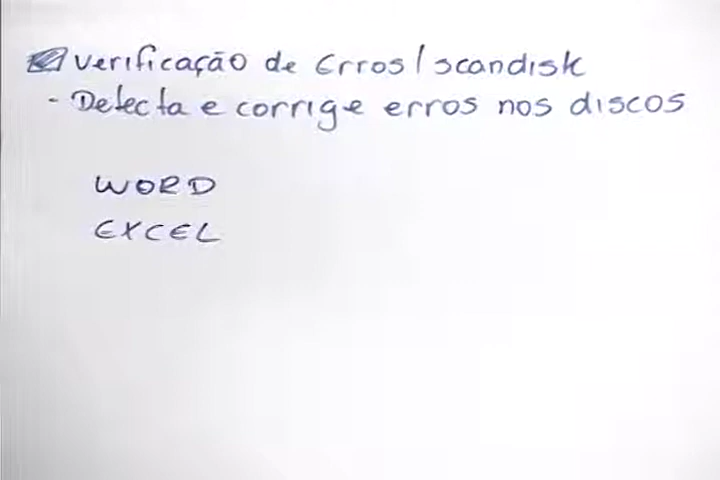 Verificação de Erros/scandisk
- Detecta e corrige erros nos discos
WORD
EXCEL